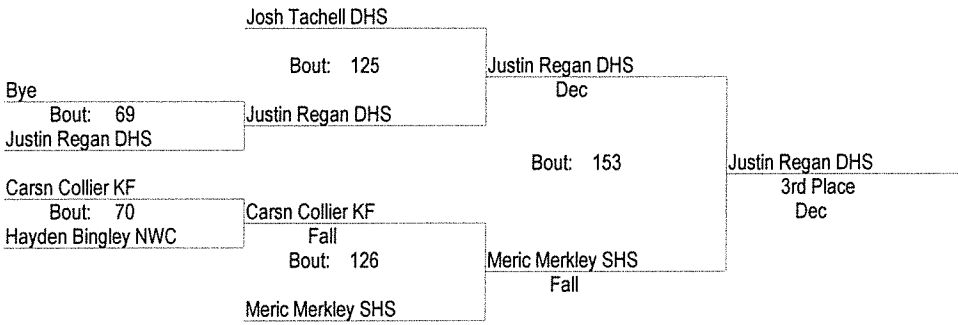 Josh Tachell DHS
Bout: 125
Justin Regan DHS
Dec
Bye
Bout: 69
Justin Regan DHS
Justin Regan DHS
Bout: 153
Justin Regan DHS
3rd Place
Dec
Carsn Collier KF
Bout: 70
Carsn Collier KF
Hayden Bingley NWC
Fall
Bout: 126
Meric Merkley SHS
Fall
Meric Merkley SHS